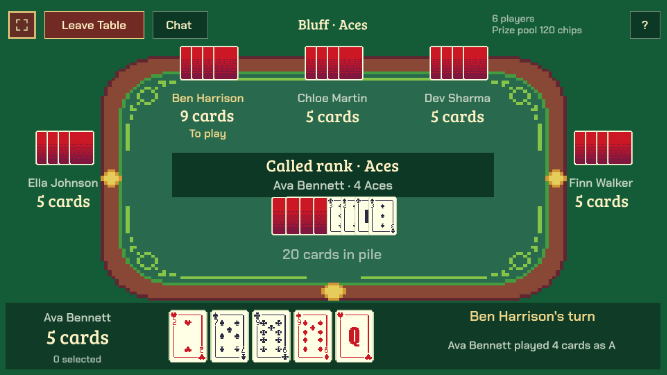 Leave Table
Chat
Bluff · Aces
6 players
Prize pool 120 chips
?
Ben Harrison
9 cards
To play
Chloe Martin
5 cards
Dev Sharma
5 cards
Ella Johnson
5 cards
Finn Walker
5 cards
Called rank · Aces
Ava Bennett · 4 Aces
20 cards in pile
Ava Bennett
5 cards
0 selected
Q
Ben Harrison's turn
Ava Bennett played 4 cards as A